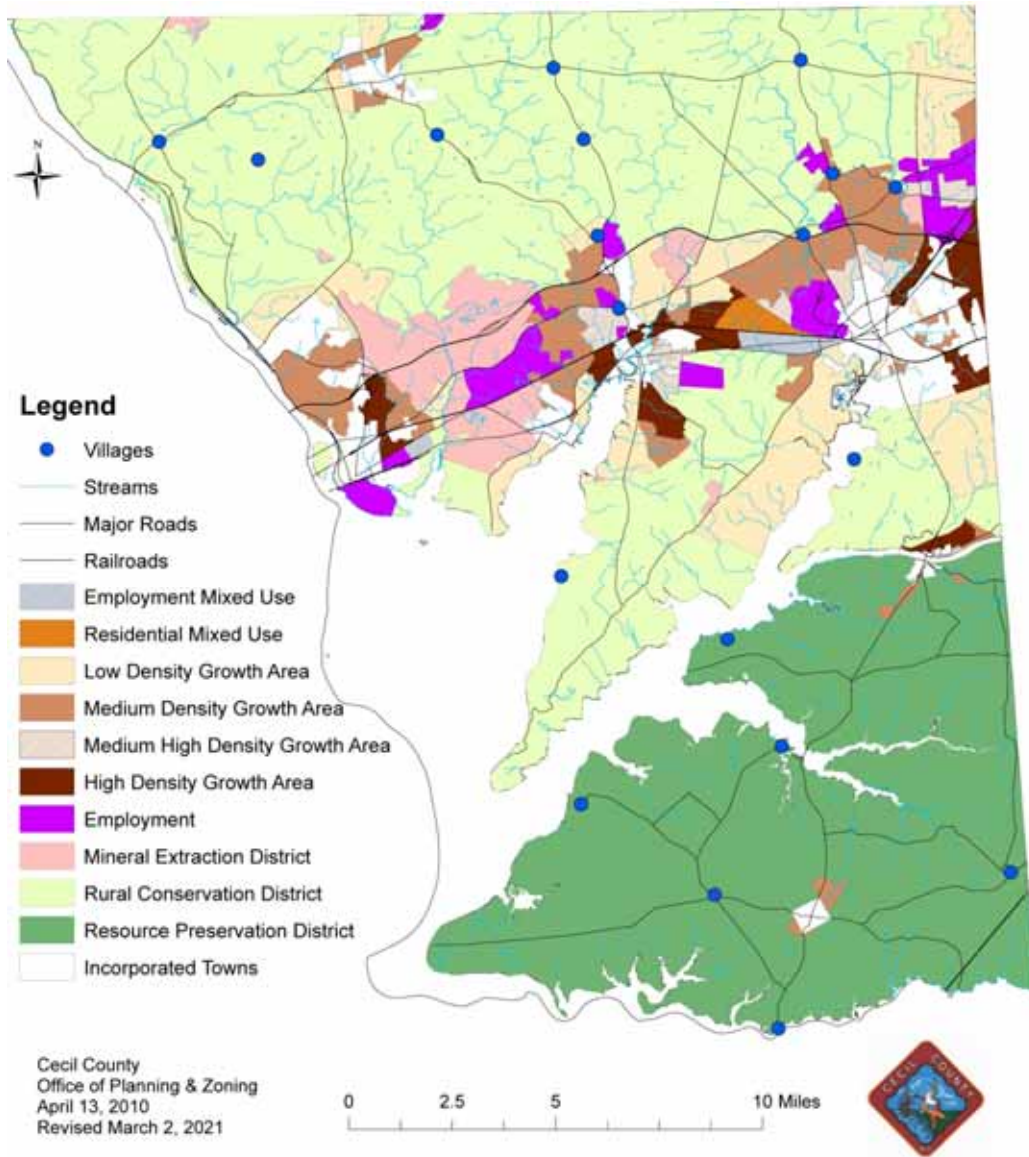 N
Legend
Villages
Streams
Major Roads
Railroads
Employment Mixed Use
Residential Mixed Use
Low Density Growth Area
Medium Density Growth Area
Medium High Density Growth Area
High Density Growth Area
Employment
Mineral Extraction District
Rural Conservation District
Resource Preservation District
Incorporated Towns
Cecil County
Office of Planning & Zoning
April 13, 2010
Revised March 2, 2021
0 2.5 5 10 Miles
CECIL COUNTY